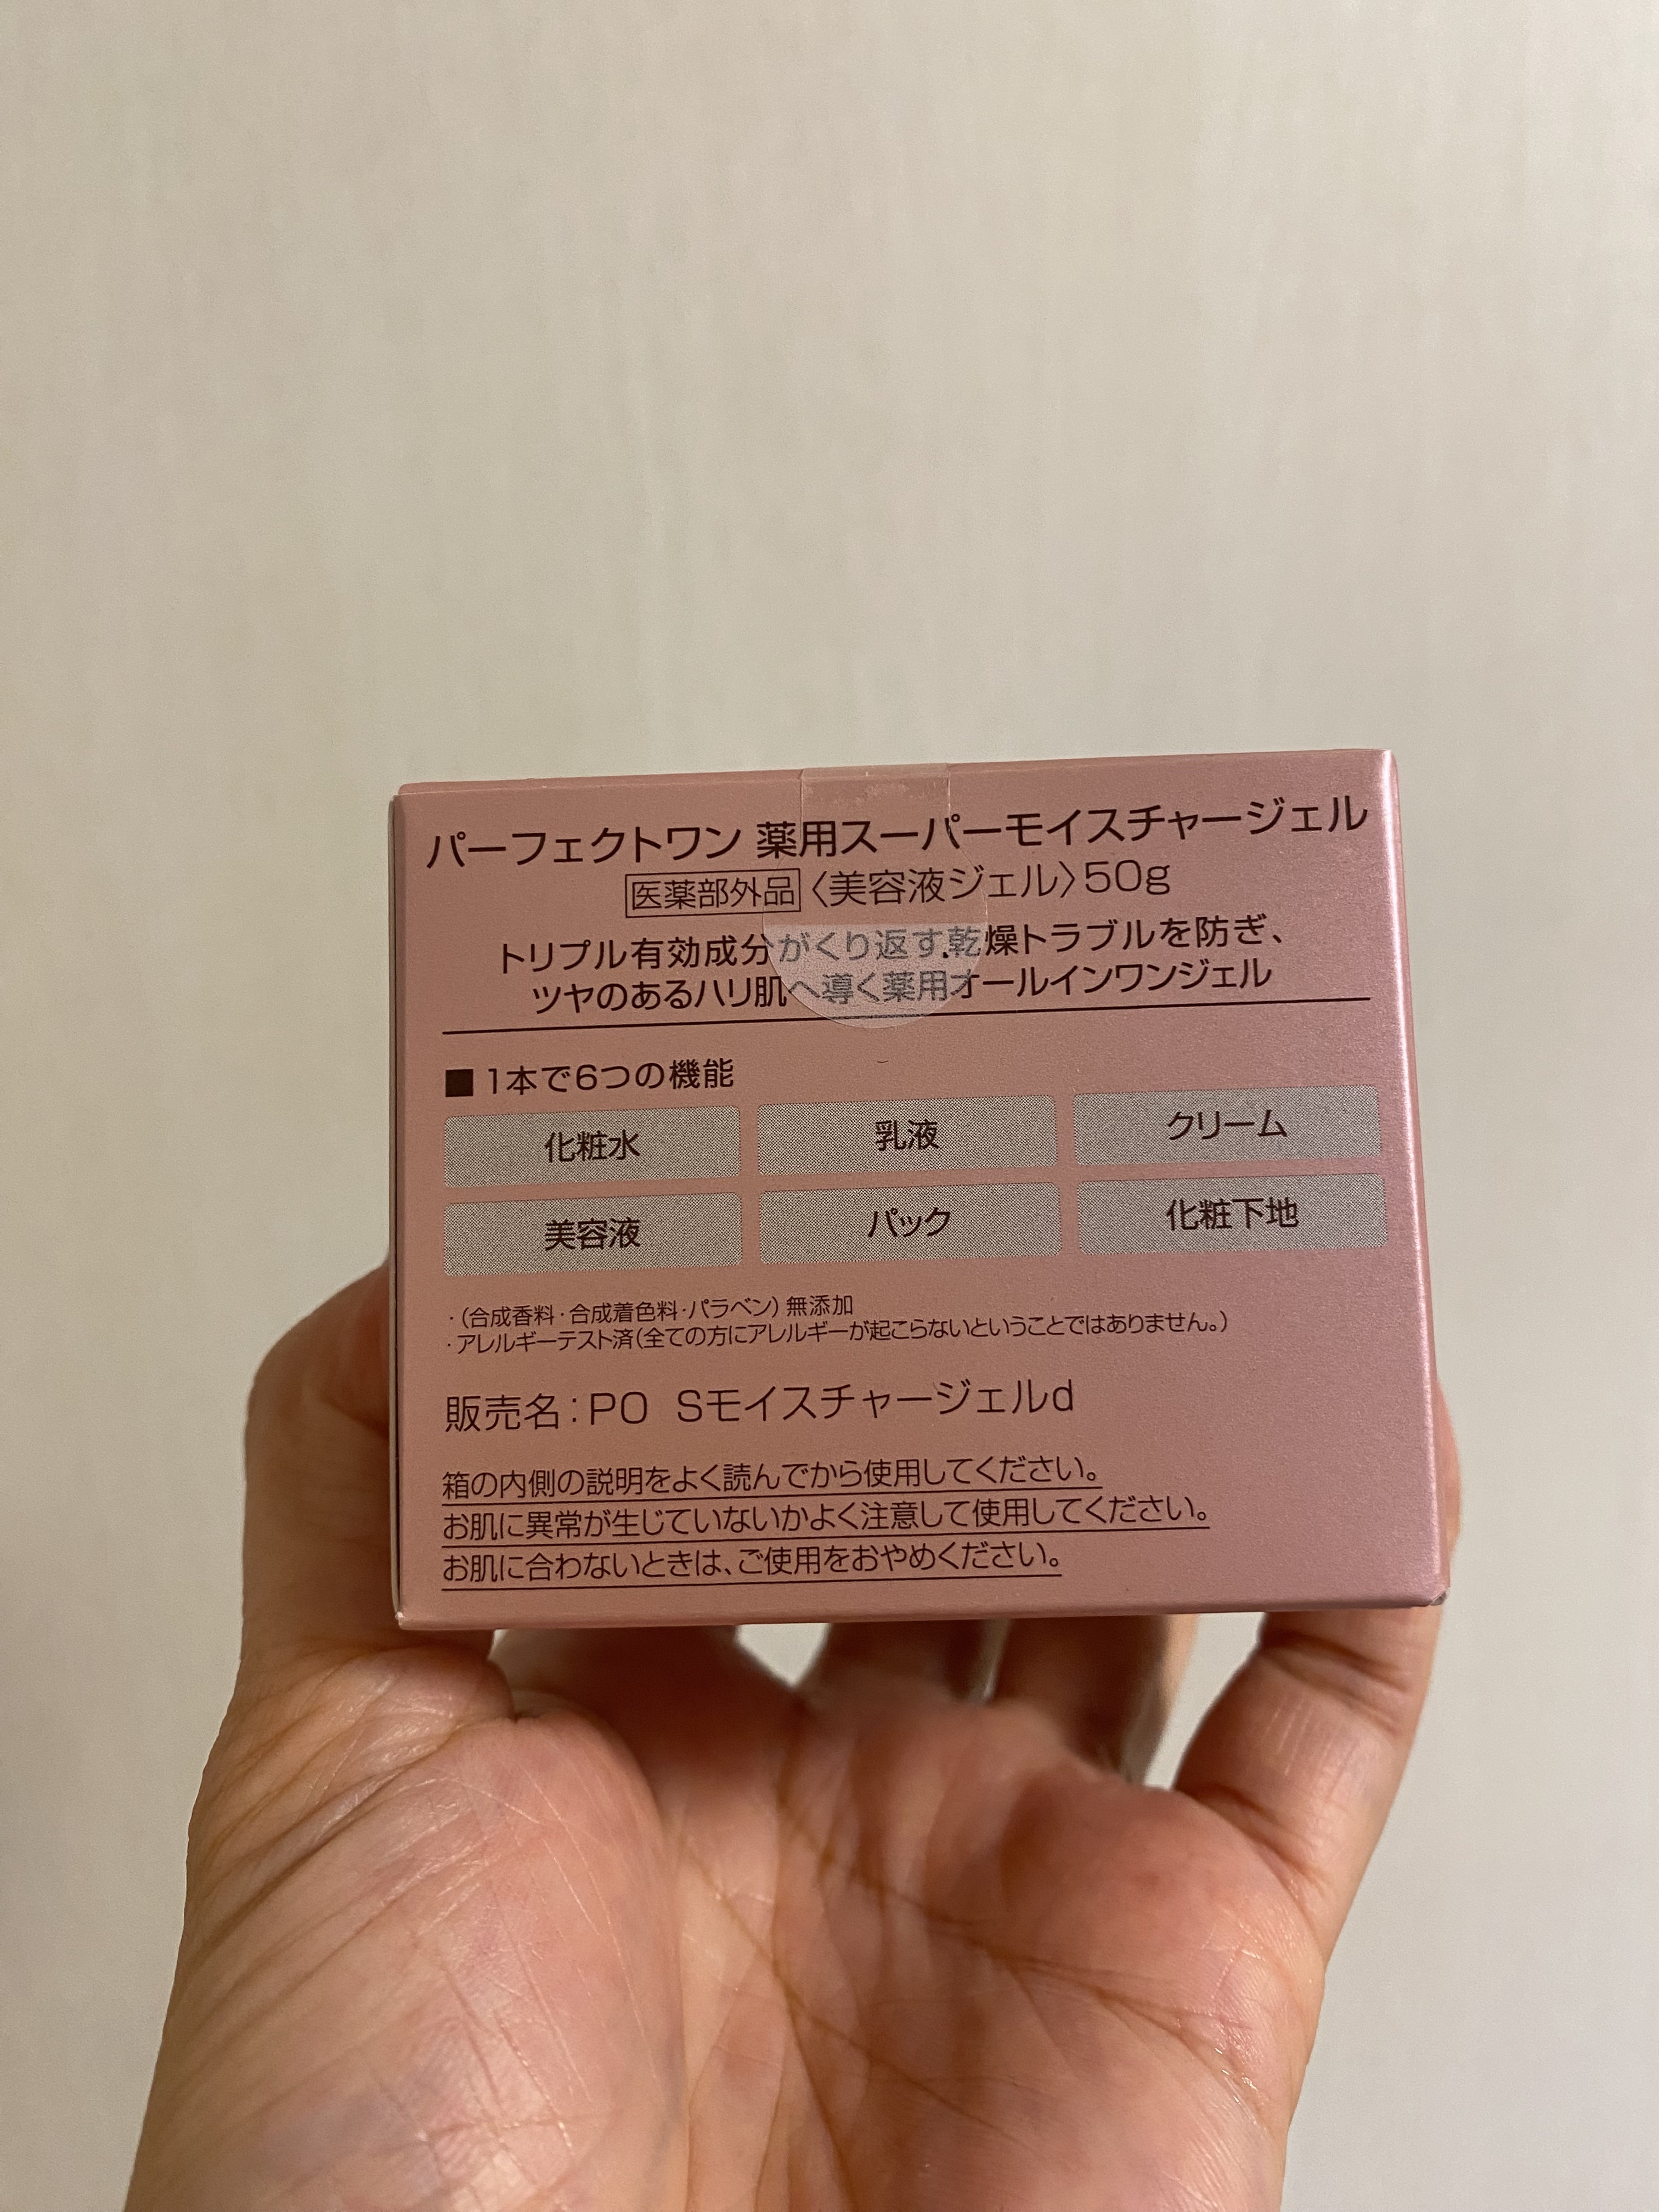 パーフェクトワン 薬用スーパーモイスチャージェル
医薬部外品 〈美容液ジェル〉50g
トリプル有効成分がくり返す乾燥トラブルを防ぎ、
ツヤのあるハリ肌へ導く薬用オールインワンジェル
■ 1本で6つの機能
化粧水 乳液 クリーム
美容液 パック 化粧下地
・(合成香料・合成着色料・パラベン)無添加
・アレルギーテスト済(全ての方にアレルギーが起こらないということではありません。)
販売名:PO Sモイスチャージェルd
箱の内側の説明をよく読んでから使用してください。
お肌に異常が生じていないかよく注意して使用してください。
お肌に合わないときは、ご使用をおやめください。